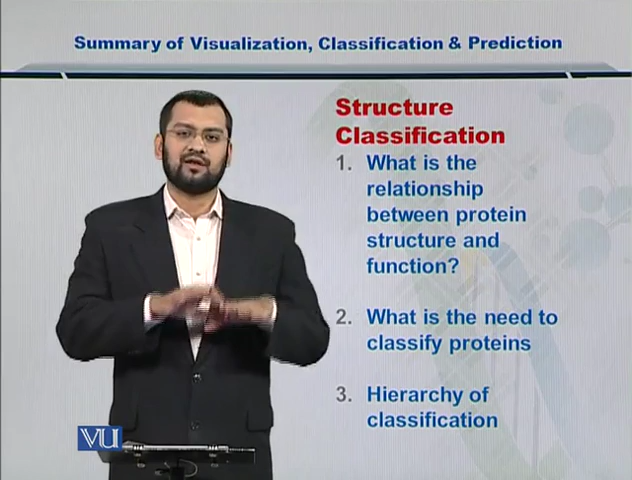 Summary of Visualization, Classification & Prediction
Structure
Classification
1. What is the
relationship
between protein
structure and
function?
2. What is the need to
classify proteins
3. Hierarchy of
classification
VU